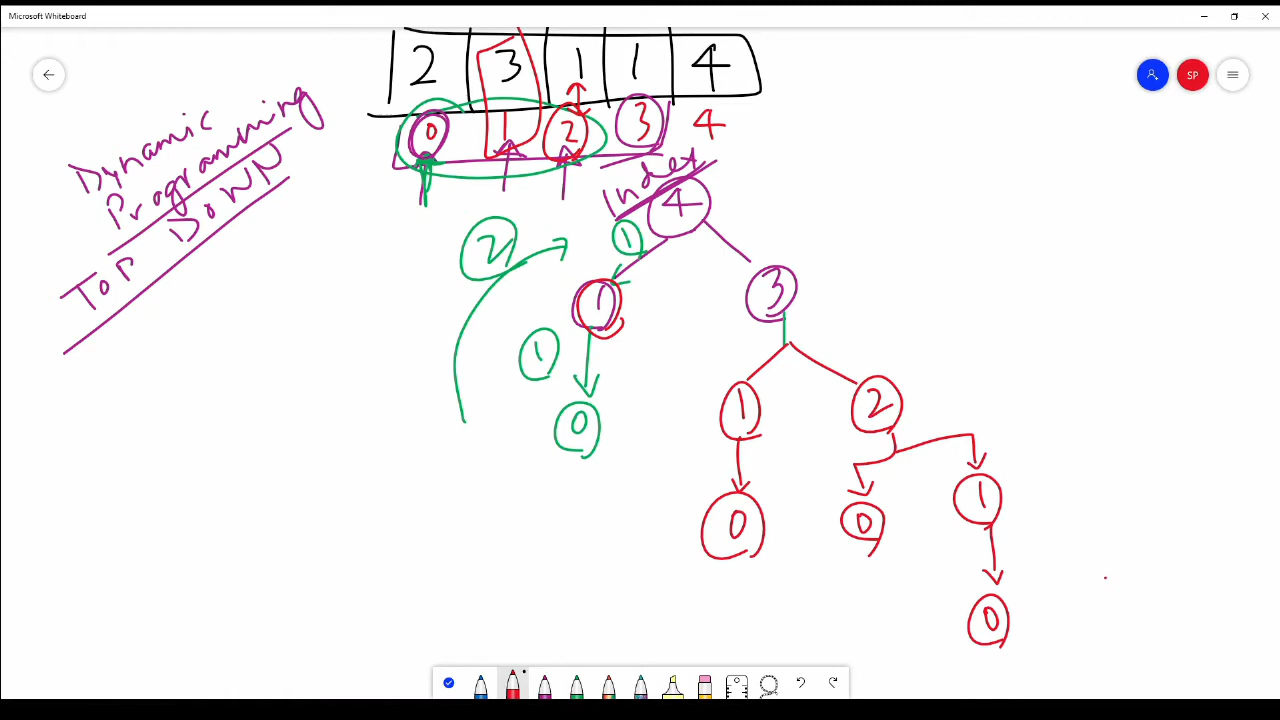 Microsoft Whiteboard
SP
2 3 1 1 4
0 1 2 3 4
Index
Dynamic
Programming
TOP DOWN
4
2 1
1 3
1
0 1 2
0 0 1
0